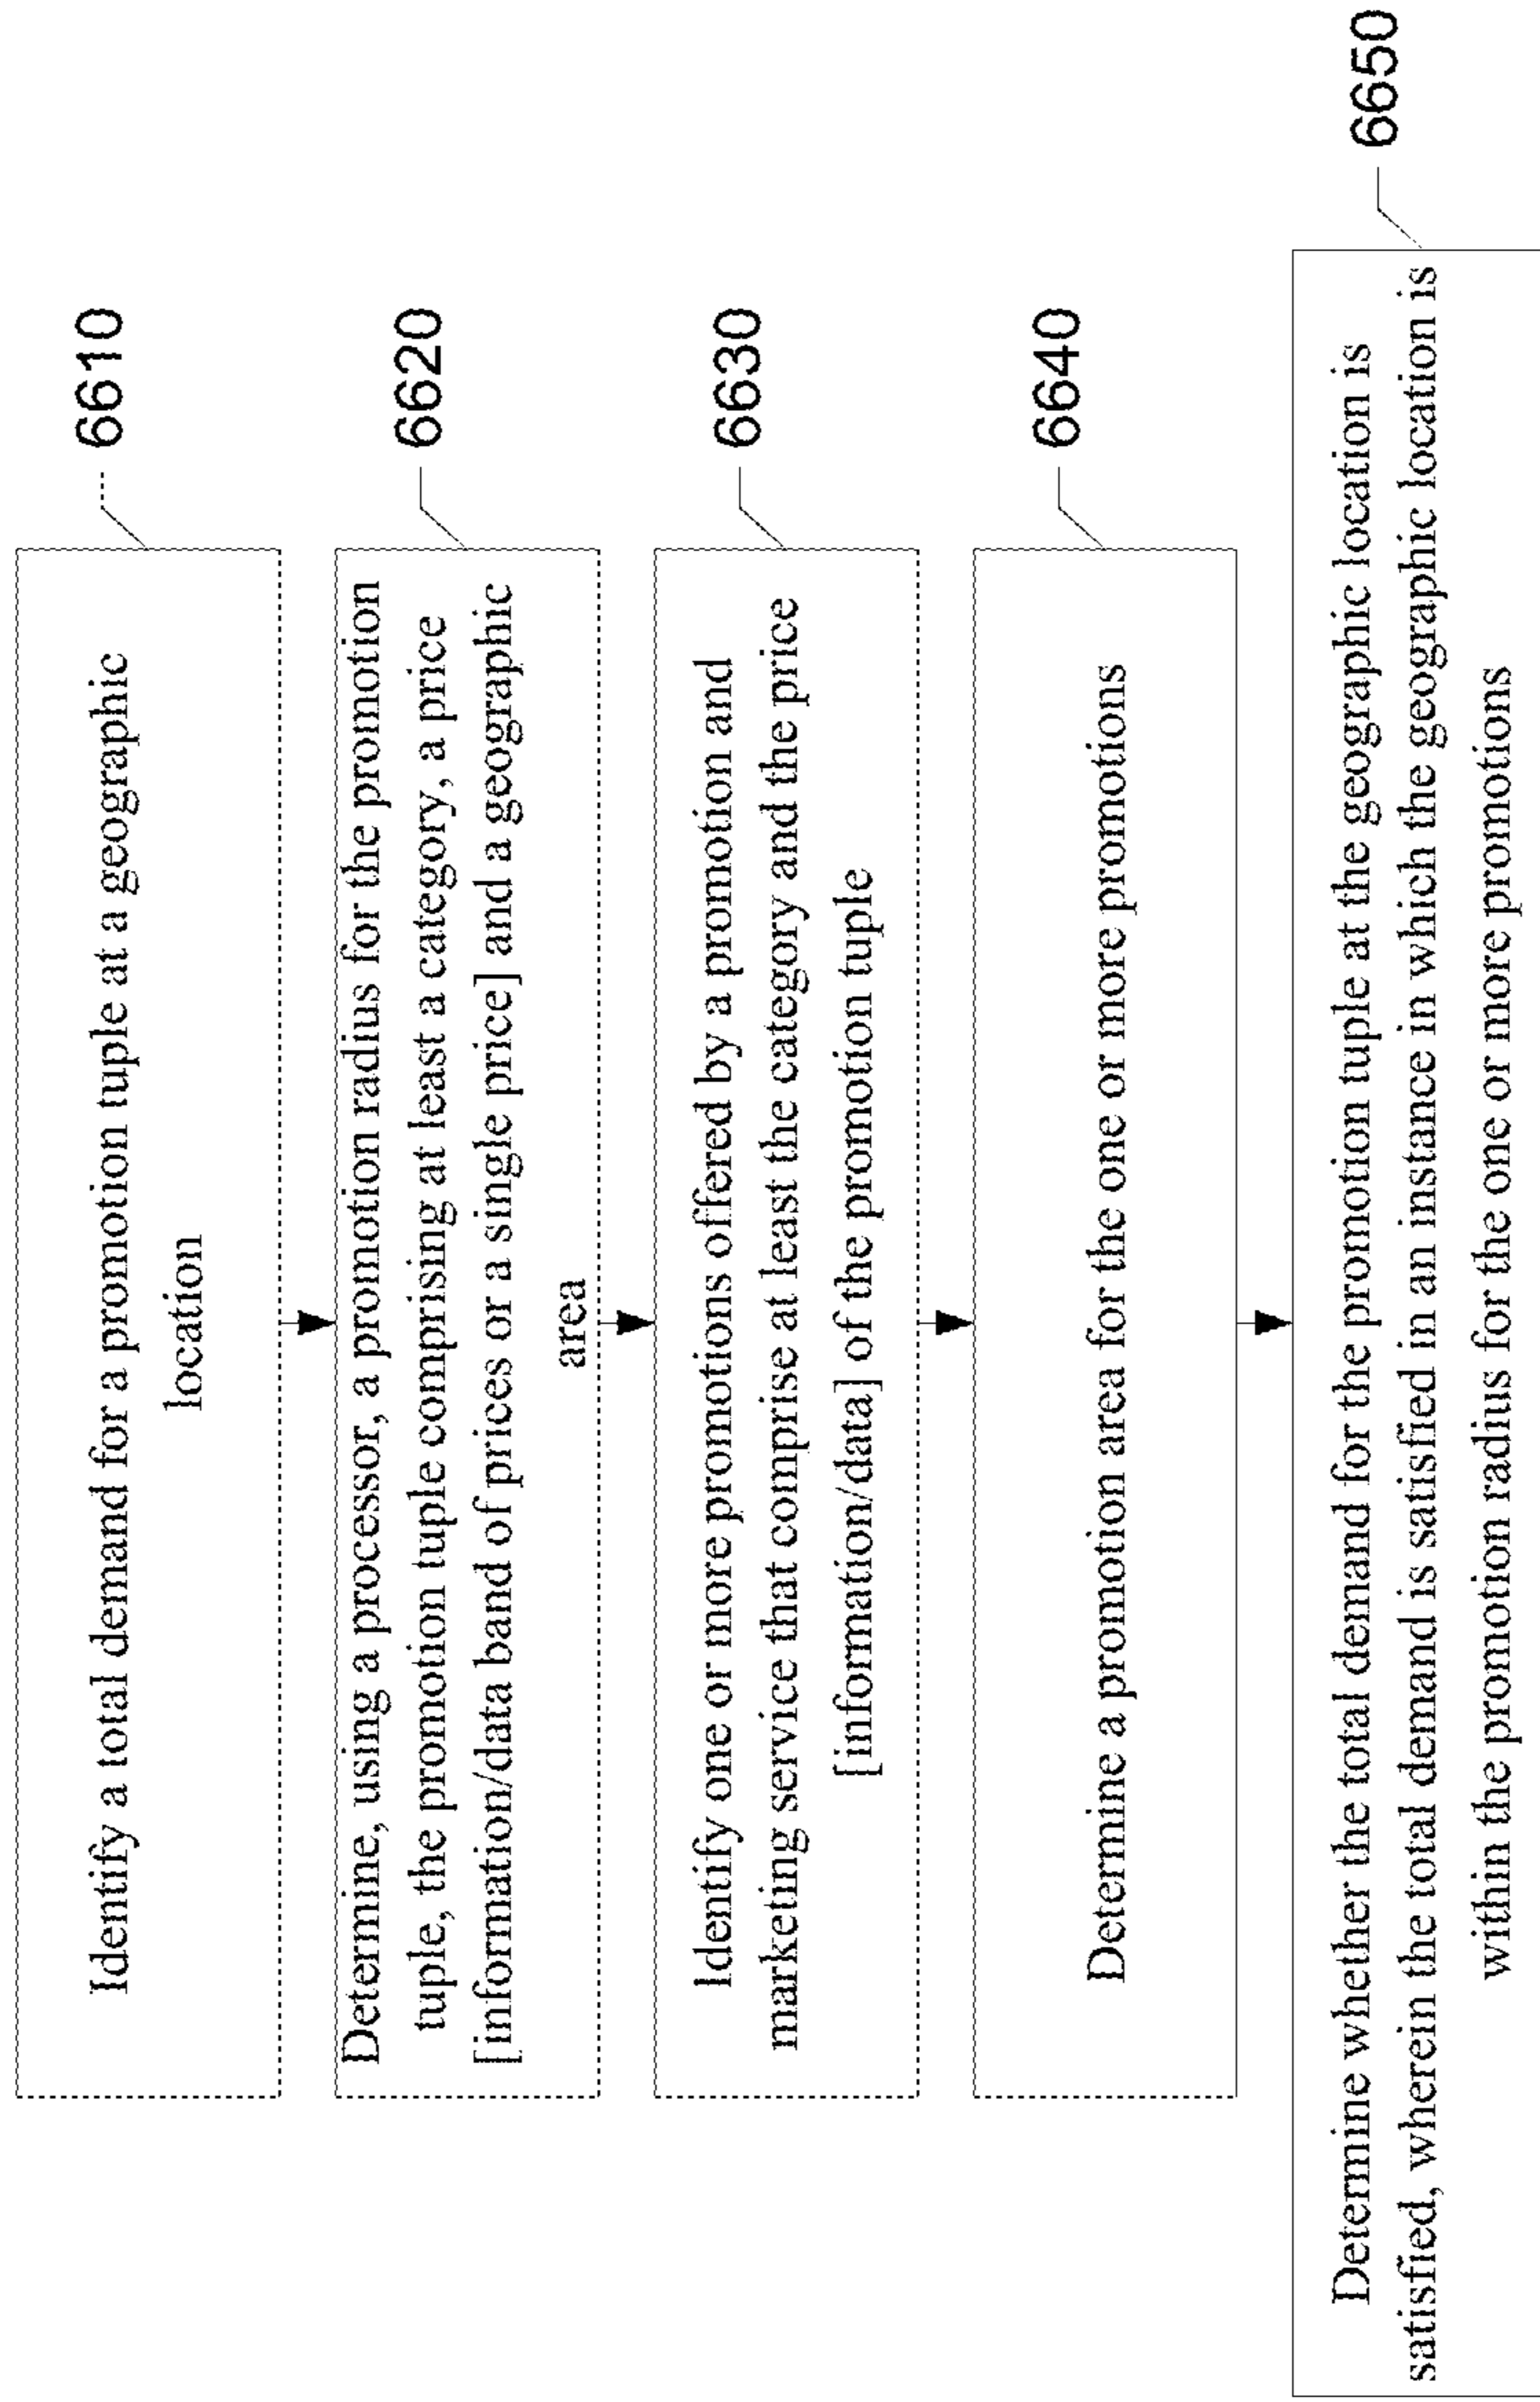 Identify a total demand for a promotion tuple at a geographic
location
6610
Determine, using a processor, a promotion radius for the promotion
tuple, the promotion tuple comprising at least a category, a price
[information/data band of prices or a single price] and a geographic
area
6620
Identify one or more promotions offered by a promotion and
marketing service that comprise at least the category and the price
[information/data] of the promotion tuple
6630
Determine a promotion area for the one or more promotions
6640
Determine whether the total demand for the promotion tuple at the geographic location is
satisfied, wherein the total demand is satisfied in an instance in which the geographic location is
within the promotion radius for the one or more promotions
6650